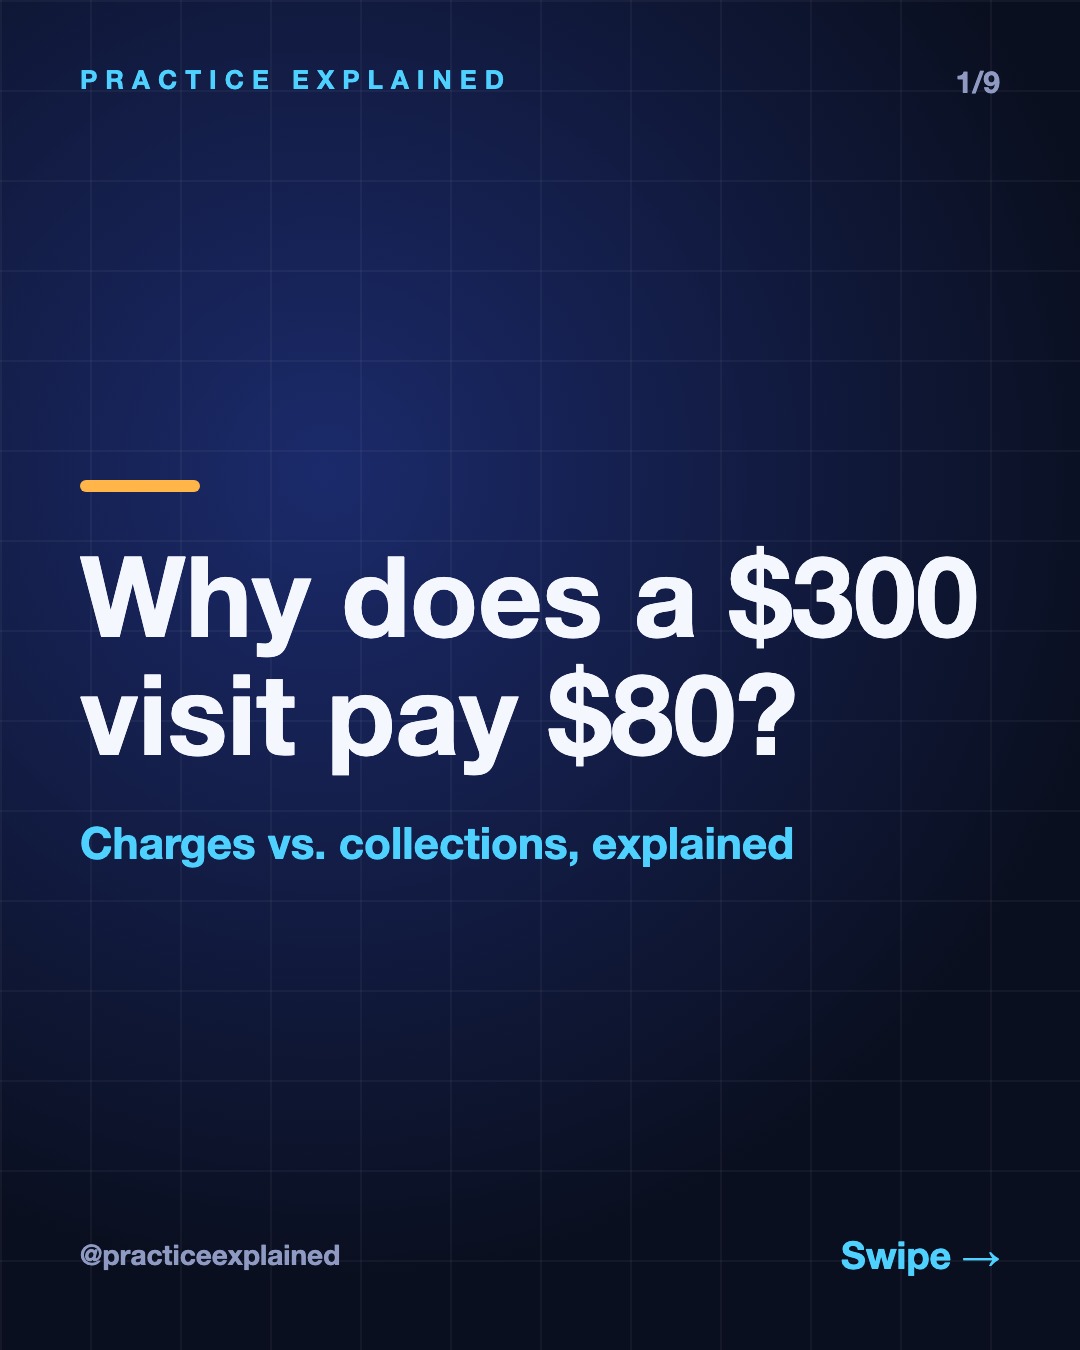 PRACTICE EXPLAINED
1/9
Why does a $300
visit pay $80?
Charges vs. collections, explained
@practiceexplained
Swipe →